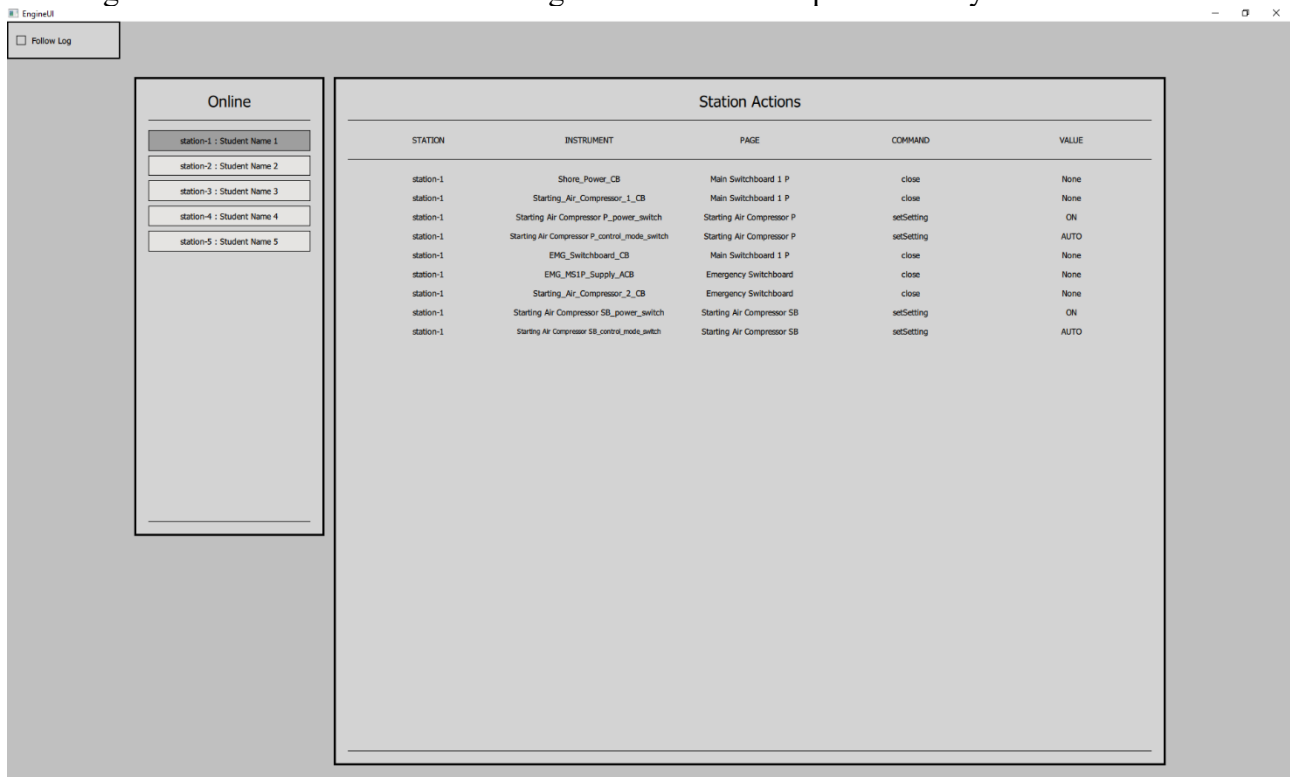 EngineUI
Follow Log
Online
station-1 : Student Name 1
station-2 : Student Name 2
station-3 : Student Name 3
station-4 : Student Name 4
station-5 : Student Name 5
Station Actions
STATION INSTRUMENT PAGE COMMAND VALUE
station-1 Shore_Power_CB Main Switchboard 1 P close None
station-1 Starting_Air_Compressor_1_CB Main Switchboard 1 P close None
station-1 Starting Air Compressor P_power_switch Starting Air Compressor P setSetting ON
station-1 Starting Air Compressor P_control_mode_switch Starting Air Compressor P setSetting AUTO
station-1 EMG_Switchboard_CB Main Switchboard 1 P close None
station-1 EMG_MS1P_Supply_ACB Emergency Switchboard close None
station-1 Starting_Air_Compressor_2_CB Emergency Switchboard close None
station-1 Starting Air Compressor SB_power_switch Starting Air Compressor SB setSetting ON
station-1 Starting Air Compressor SB_control_mode_switch Starting Air Compressor SB setSetting AUTO